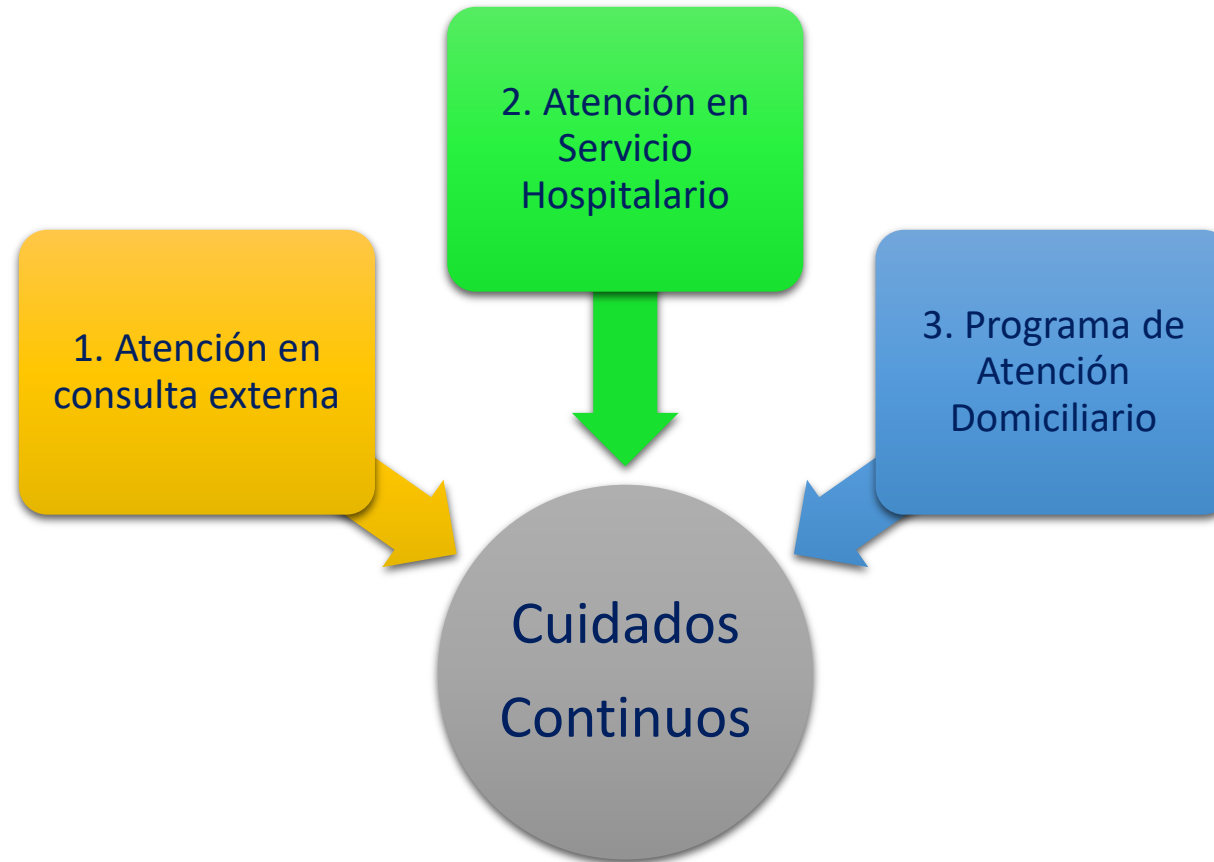 1. Atención en
consulta externa
2. Atención en
Servicio
Hospitalario
3. Programa de
Atención
Domiciliario
Cuidados
Continuos